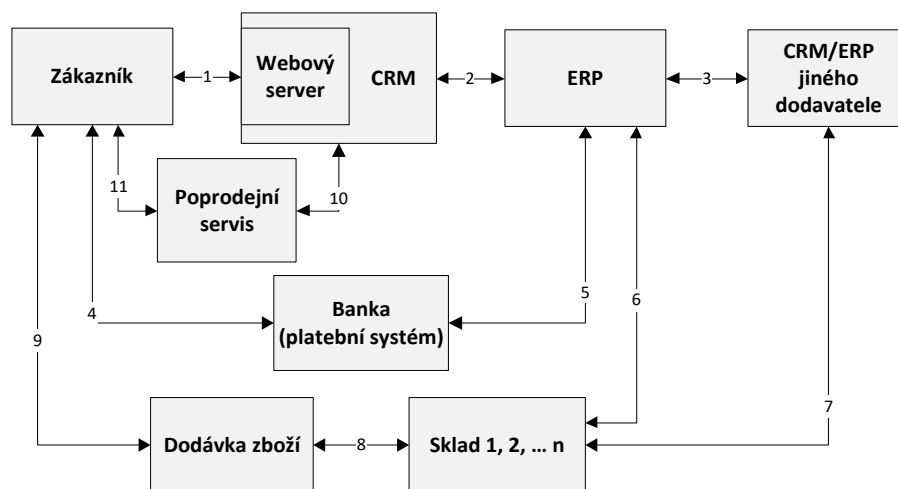 Zákazník
1
Webový
server
CRM
2
ERP
3
CRM/ERP
jiného
dodavatele
11
Poprodejní
servis
10
4
Banka
(platební systém)
5
6
9
7
Dodávka zboží
8
Sklad 1, 2, … n